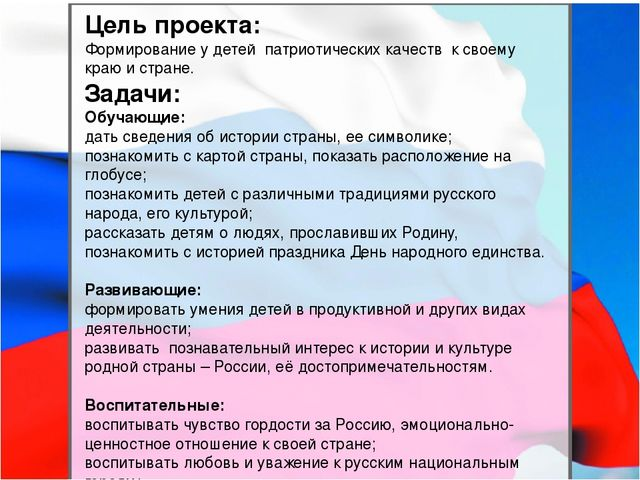 Цель проекта:
Формирование у детей  патриотических качеств  к своему
краю и стране.
Задачи:
Обучающие:
дать сведения об истории страны, ее символике;
познакомить с картой страны, показать расположение на
глобусе;
познакомить детей с различными традициями русского
народа, его культурой;
рассказать детям о людях, прославивших Родину,
познакомить с историей праздника День народного единства.
Развивающие:
формировать умения детей в продуктивной и других видах
деятельности;
развивать  познавательный интерес к истории и культуре
родной страны – России, её достопримечательностям.
Воспитательные:
воспитывать чувство гордости за Россию, эмоционально-
ценностное отношение к своей стране;
воспитывать любовь и уважение к русским национальным